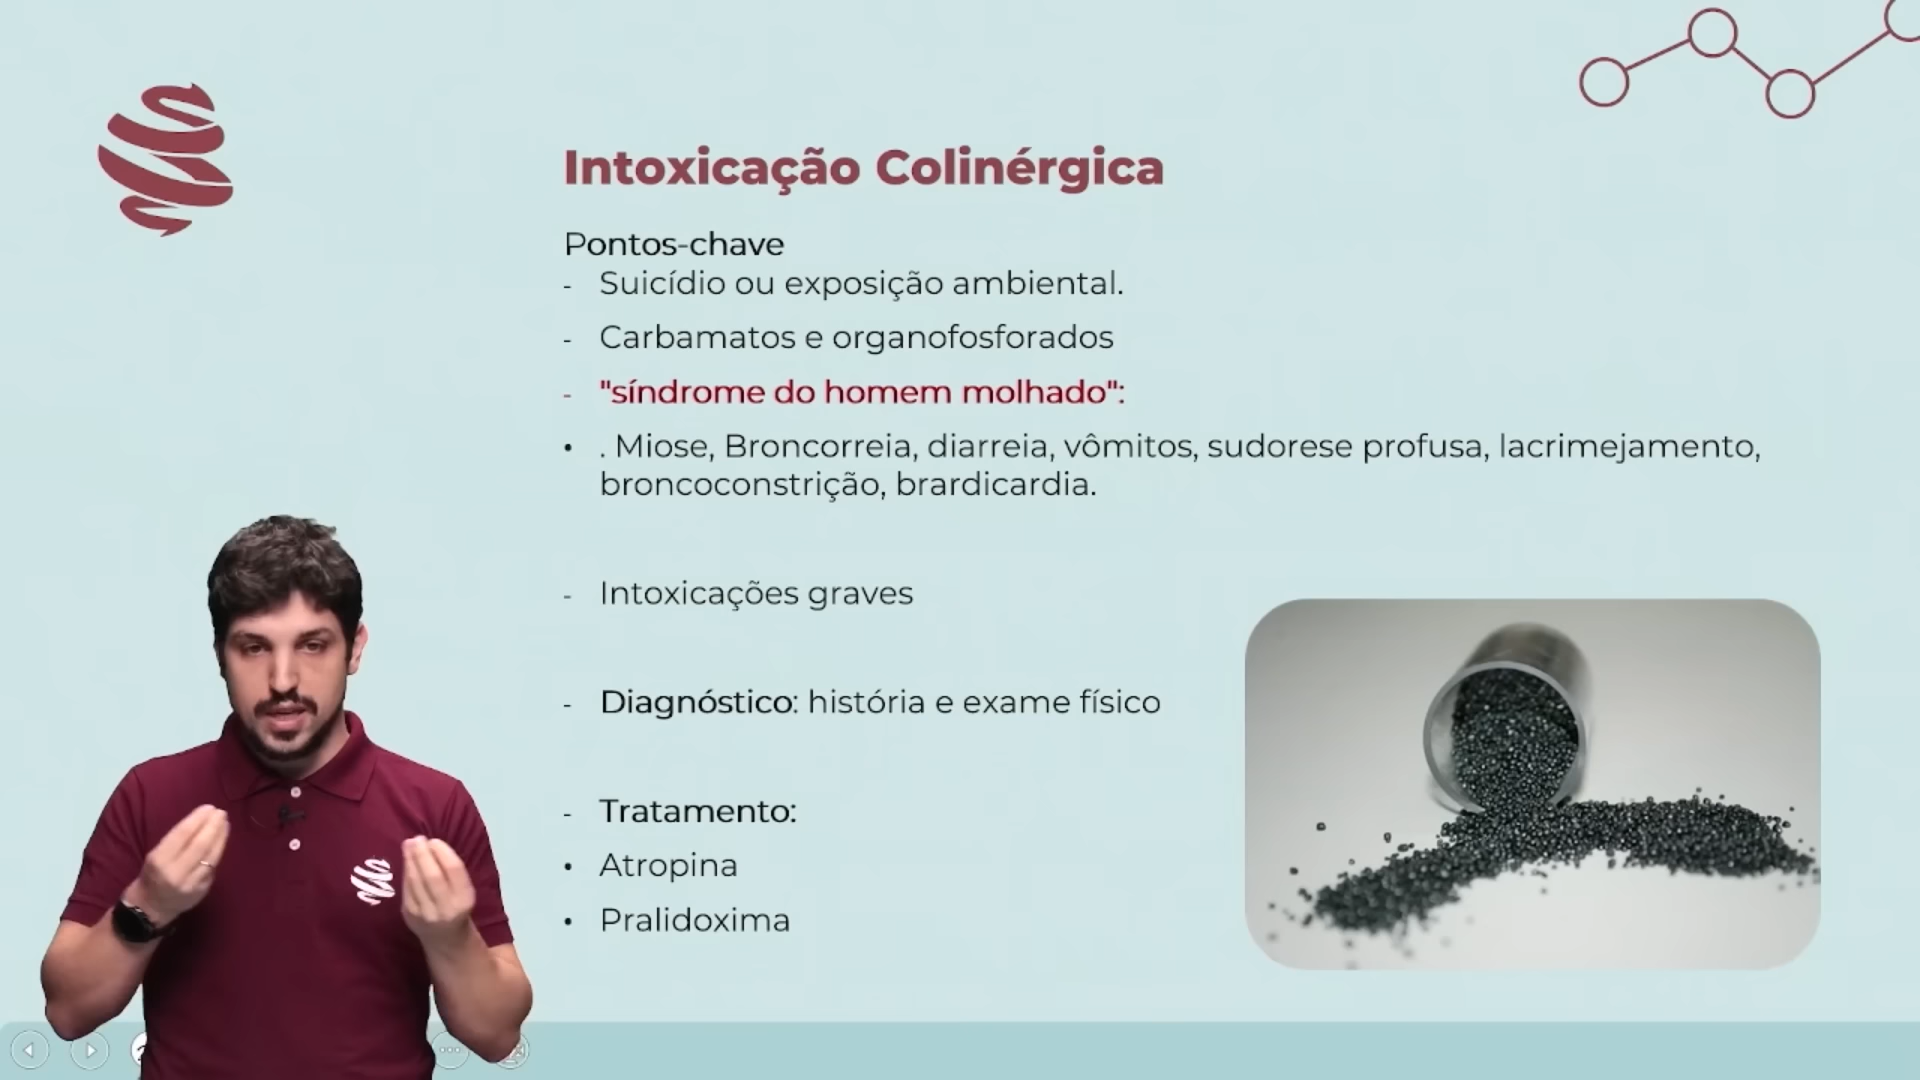 Intoxicação Colinérgica
Pontos-chave
- Suicídio ou exposição ambiental.
- Carbamatos e organofosforados
- "síndrome do homem molhado":
• . Miose, Broncorreia, diarreia, vômitos, sudorese profusa, lacrimejamento,
broncoconstrição, brardicardia.
- Intoxicações graves
- Diagnóstico: história e exame físico
- Tratamento:
• Atropina
• Pralidoxima